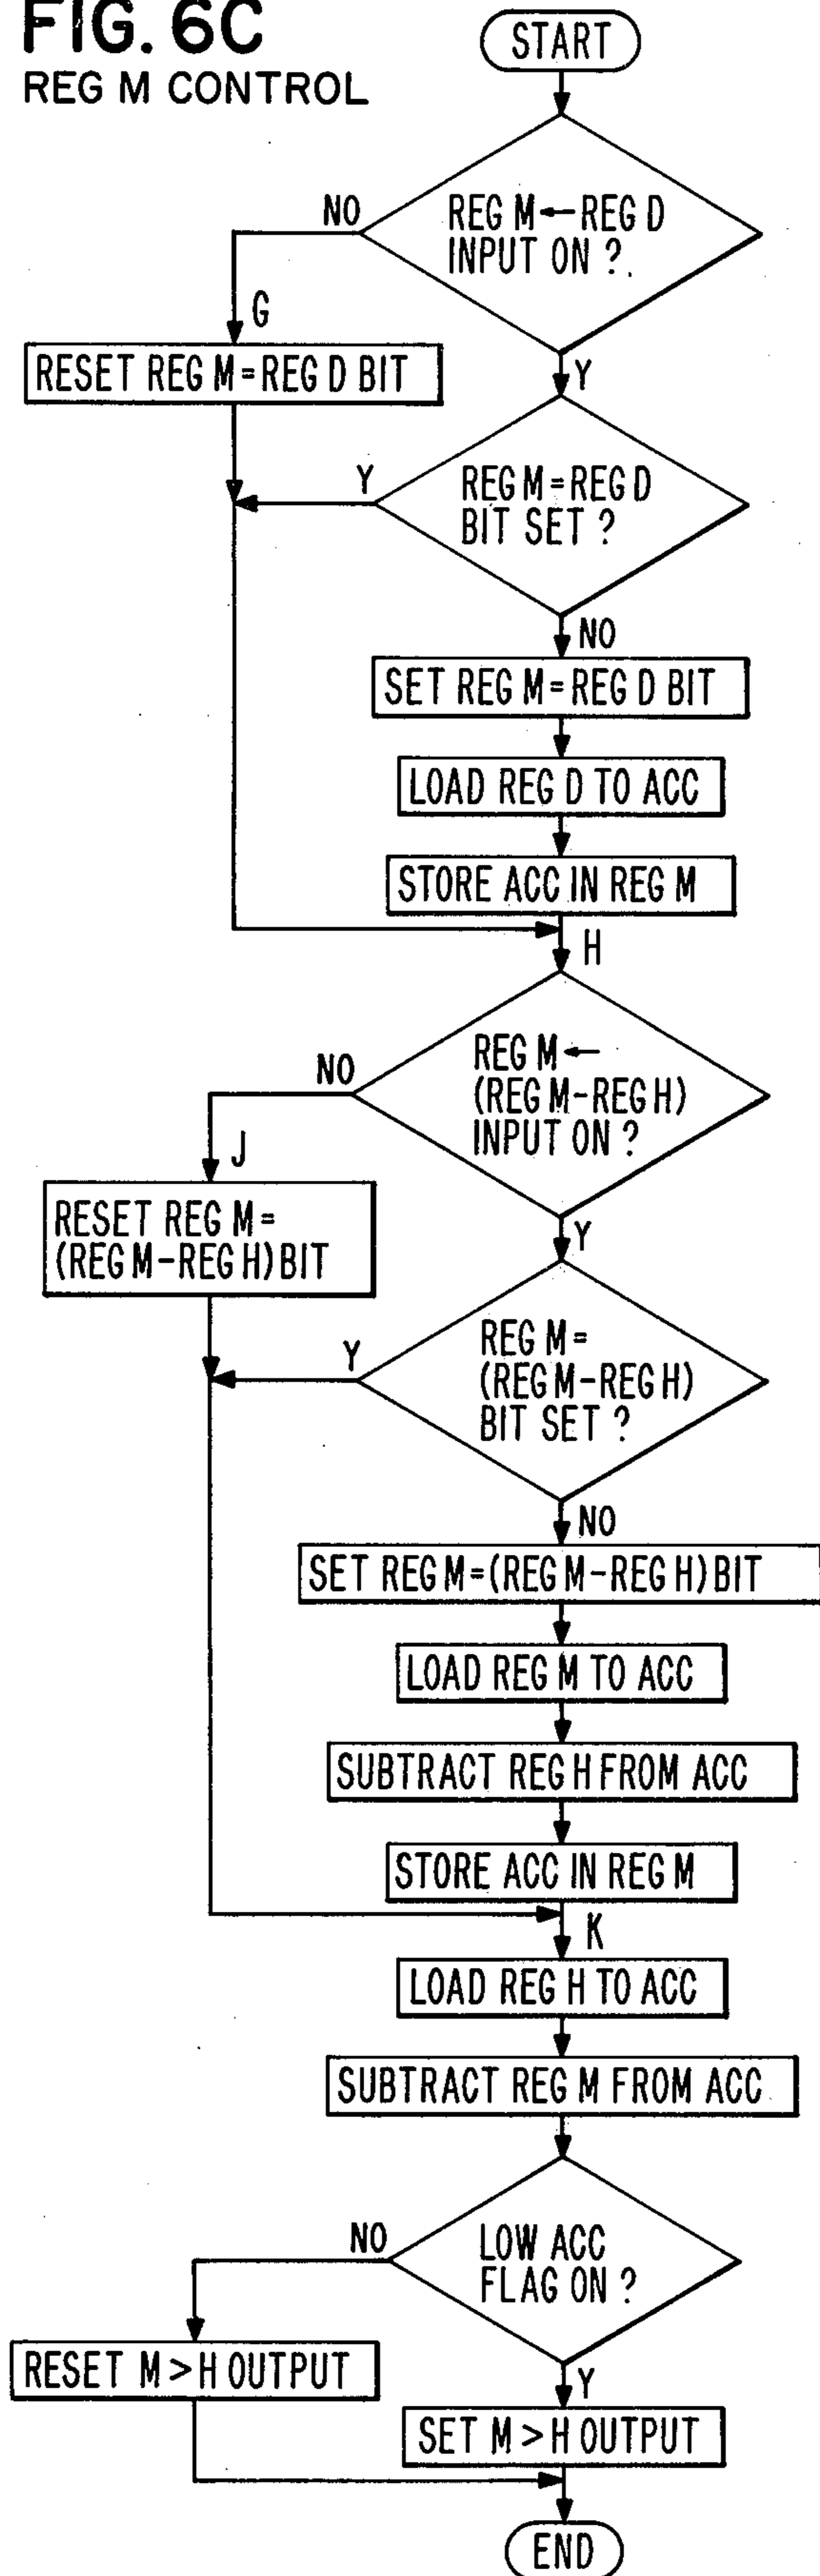 FIG. 6C
REG M CONTROL
START
REG M←REG D
INPUT ON ?
NO
G
RESET REG M=REG D BIT
Y
REG M=REG D
BIT SET ?
Y
NO
SET REG M=REG D BIT
LOAD REG D TO ACC
STORE ACC IN REG M
H
REG M←
(REG M-REG H)
INPUT ON ?
NO
J
RESET REG M=
(REG M-REG H) BIT
Y
REG M=
(REG M-REG H)
BIT SET ?
Y
NO
SET REG M=(REG M-REG H) BIT
LOAD REG M TO ACC
SUBTRACT REG H FROM ACC
STORE ACC IN REG M
K
LOAD REG H TO ACC
SUBTRACT REG M FROM ACC
LOW ACC
FLAG ON ?
NO
RESET M > H OUTPUT
Y
SET M > H OUTPUT
END